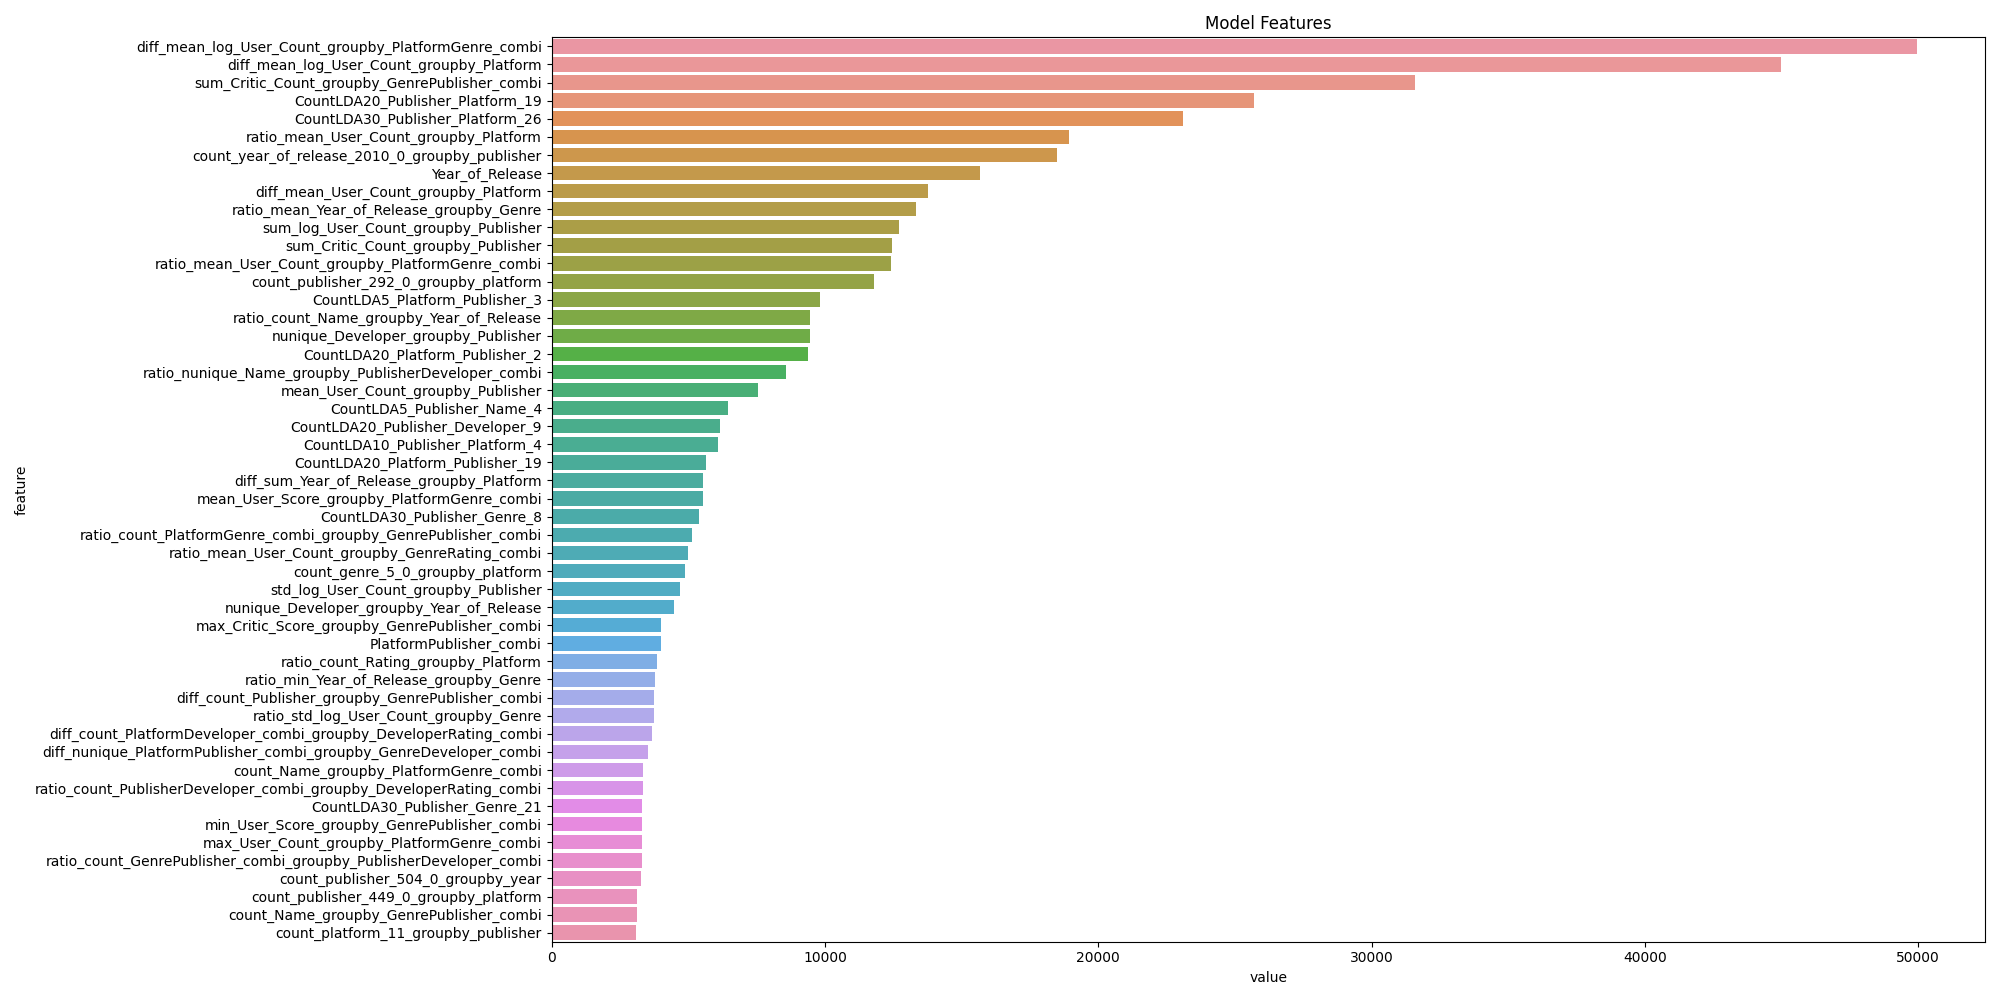 Model Features
diff_mean_log_User_Count_groupby_PlatformGenre_combi
diff_mean_log_User_Count_groupby_Platform
sum_Critic_Count_groupby_GenrePublisher_combi
CountLDA20_Publisher_Platform_19
CountLDA30_Publisher_Platform_26
ratio_mean_User_Count_groupby_Platform
count_year_of_release_2010_0_groupby_publisher
Year_of_Release
diff_mean_User_Count_groupby_Platform
ratio_mean_Year_of_Release_groupby_Genre
sum_log_User_Count_groupby_Publisher
sum_Critic_Count_groupby_Publisher
ratio_mean_User_Count_groupby_PlatformGenre_combi
count_publisher_292_0_groupby_platform
CountLDA5_Platform_Publisher_3
ratio_count_Name_groupby_Year_of_Release
nunique_Developer_groupby_Publisher
CountLDA20_Platform_Publisher_2
ratio_nunique_Name_groupby_PublisherDeveloper_combi
mean_User_Count_groupby_Publisher
CountLDA5_Publisher_Name_4
CountLDA20_Publisher_Developer_9
CountLDA10_Publisher_Platform_4
CountLDA20_Platform_Publisher_19
diff_sum_Year_of_Release_groupby_Platform
mean_User_Score_groupby_PlatformGenre_combi
CountLDA30_Publisher_Genre_8
ratio_count_PlatformGenre_combi_groupby_GenrePublisher_combi
ratio_mean_User_Count_groupby_GenreRating_combi
count_genre_5_0_groupby_platform
std_log_User_Count_groupby_Publisher
nunique_Developer_groupby_Year_of_Release
max_Critic_Score_groupby_GenrePublisher_combi
PlatformPublisher_combi
ratio_count_Rating_groupby_Platform
ratio_min_Year_of_Release_groupby_Genre
diff_count_Publisher_groupby_GenrePublisher_combi
ratio_std_log_User_Count_groupby_Genre
diff_count_PlatformDeveloper_combi_groupby_DeveloperRating_combi
diff_nunique_PlatformPublisher_combi_groupby_GenreDeveloper_combi
count_Name_groupby_PlatformGenre_combi
ratio_count_PublisherDeveloper_combi_groupby_DeveloperRating_combi
CountLDA30_Publisher_Genre_21
min_User_Score_groupby_GenrePublisher_combi
max_User_Count_groupby_PlatformGenre_combi
ratio_count_GenrePublisher_combi_groupby_PublisherDeveloper_combi
count_publisher_504_0_groupby_year
count_publisher_449_0_groupby_platform
count_Name_groupby_GenrePublisher_combi
count_platform_11_groupby_publisher
feature
0 10000 20000 30000 40000 50000
value